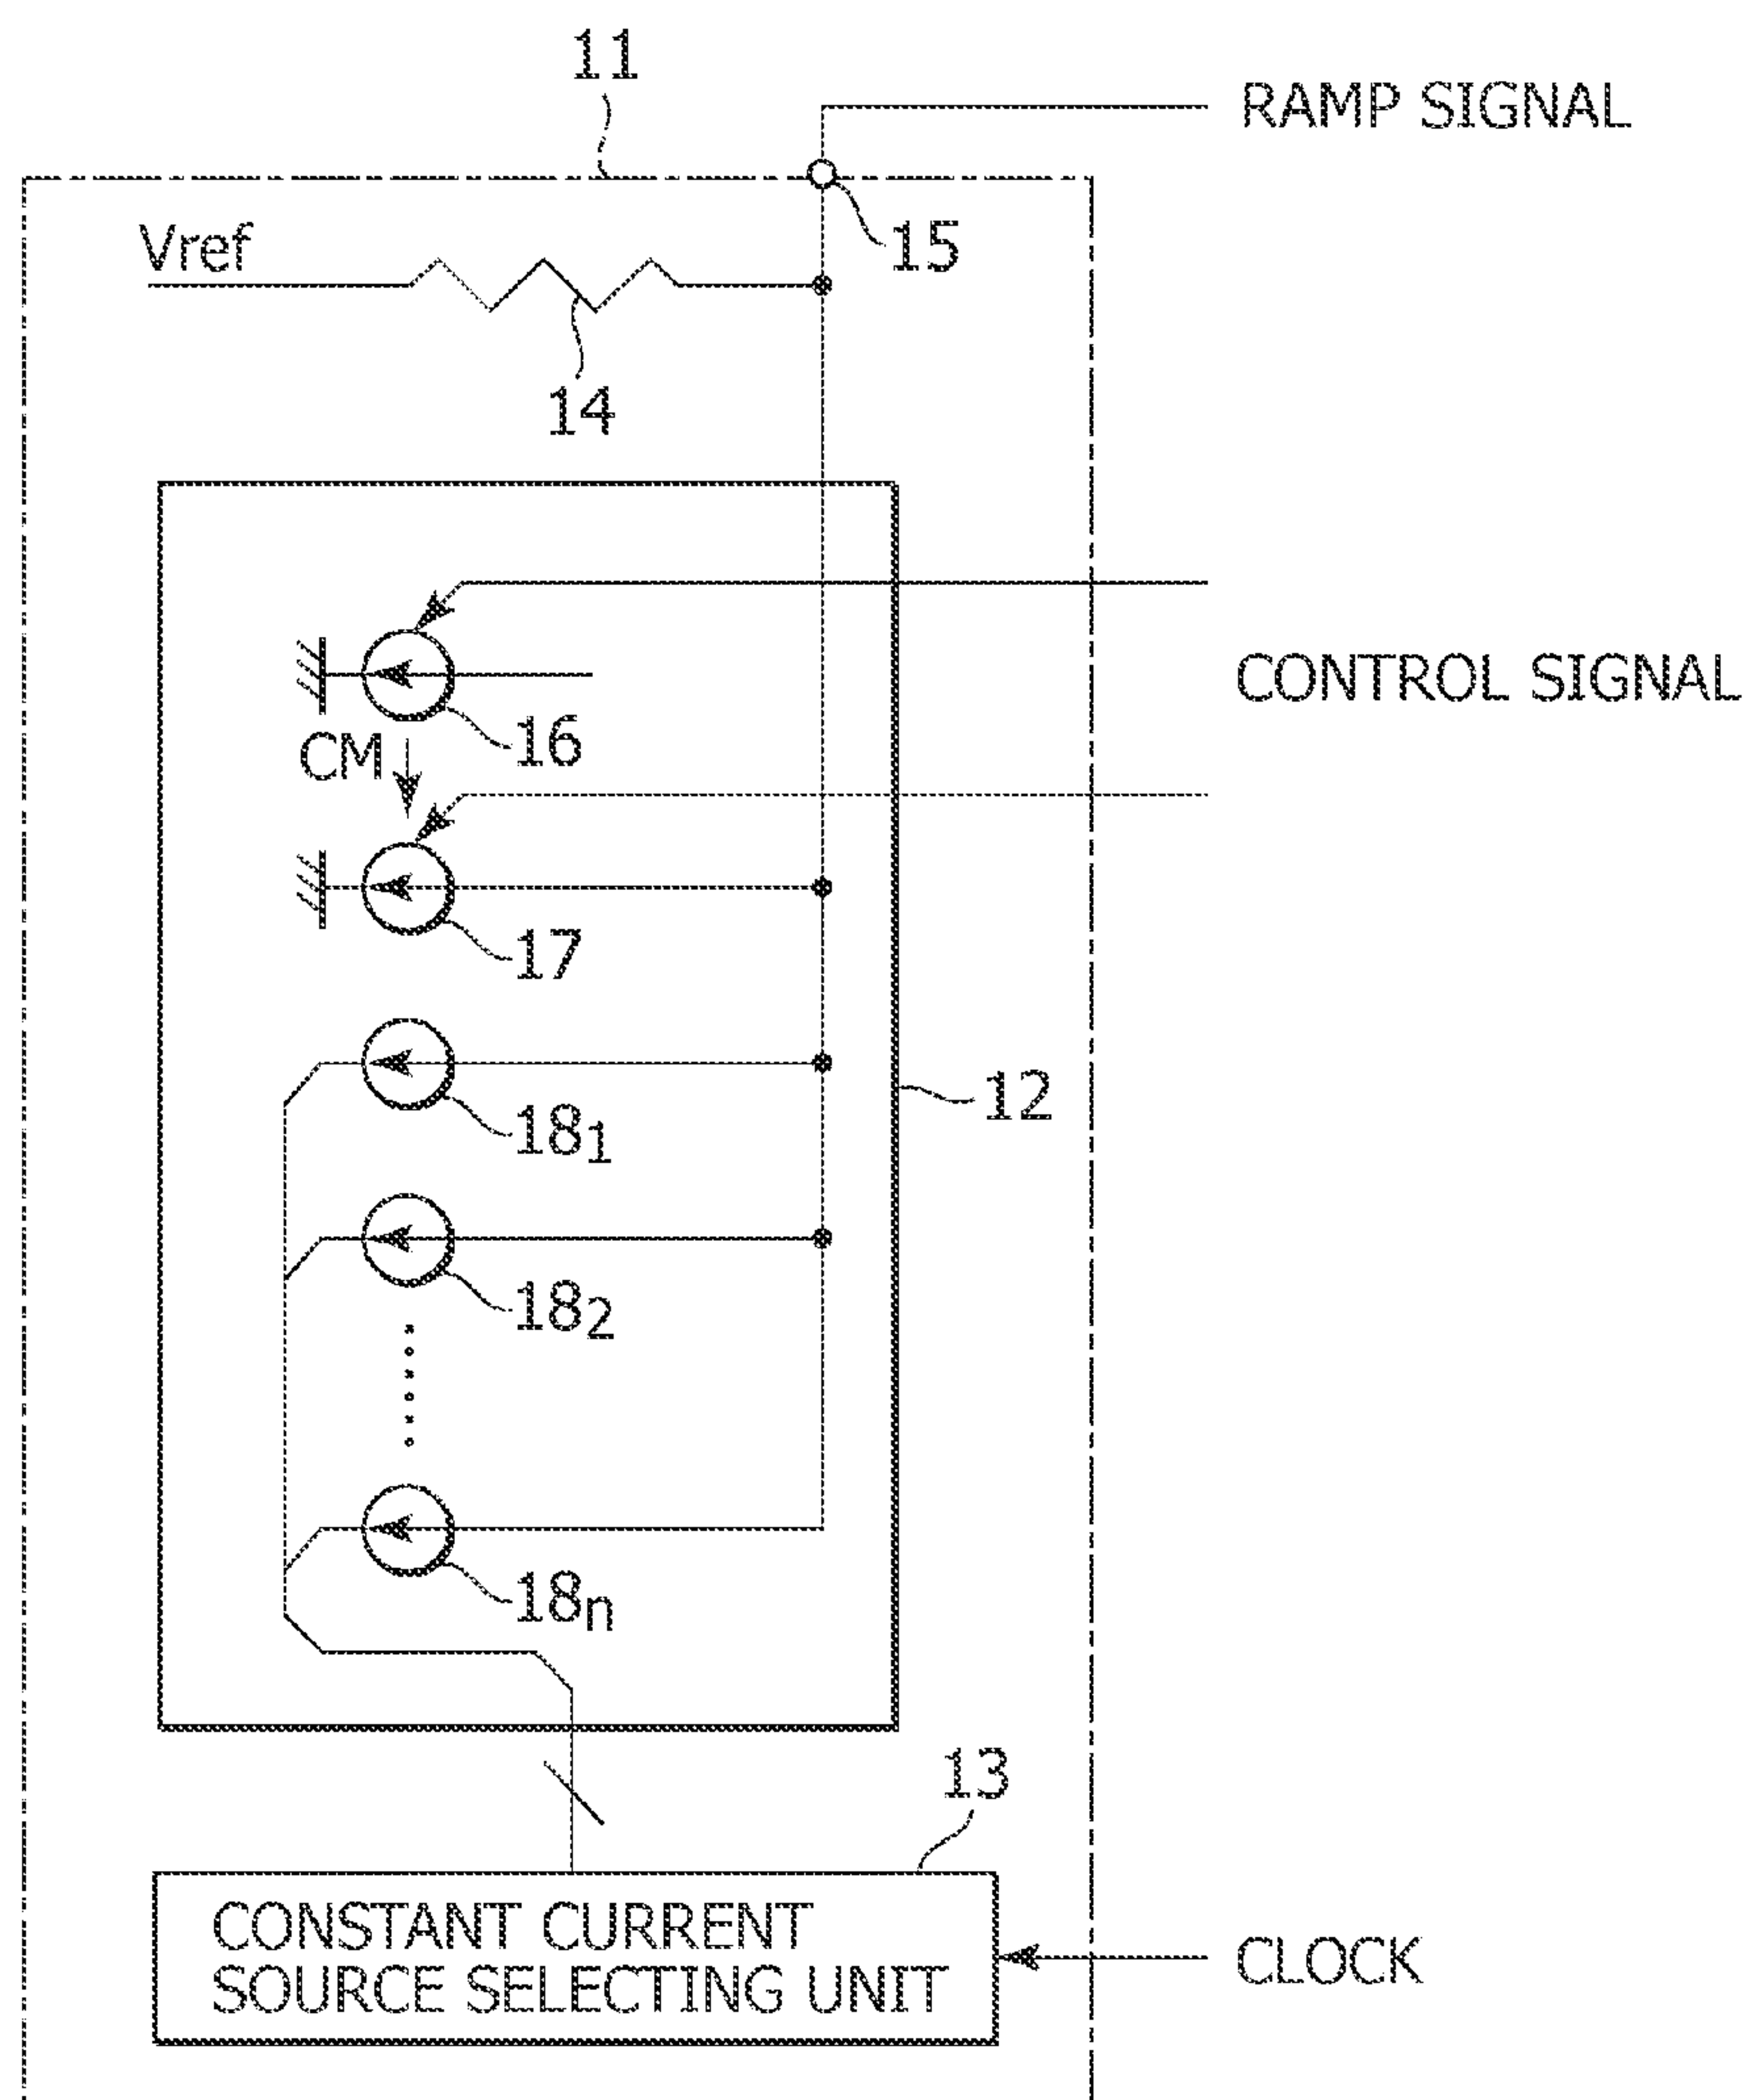 11
RAMP SIGNAL
Vref
15
14
CONTROL SIGNAL
16
CM
17
12
18₁
18₂
18n
13
CONSTANT CURRENT
SOURCE SELECTING UNIT
CLOCK